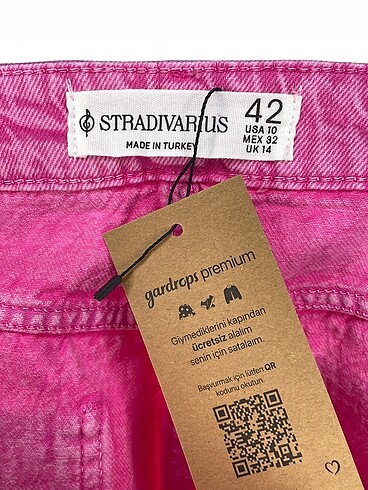 STRADIVARIUS
MADE IN TURKEY
42
USA 10
MEX 32
UK 14
gardrops premium
Giymediklerini kapından
ücretsiz alalım
senin için satalım.
Başvurmak için lütfen QR
kodunu okutun.